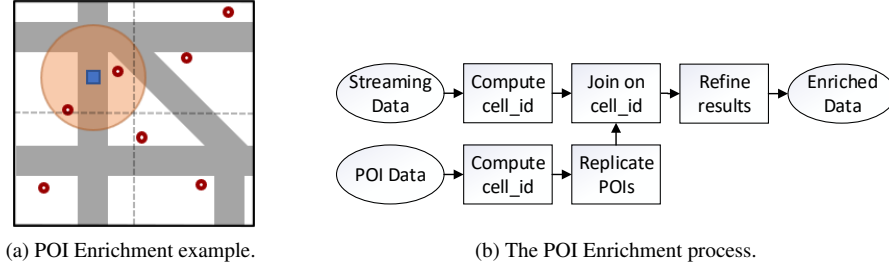 Streaming
Data
Compute
cell_id
Join on
cell_id
Refine
results
Enriched
Data
POI Data
Compute
cell_id
Replicate
POIs
(a) POI Enrichment example.
(b) The POI Enrichment process.